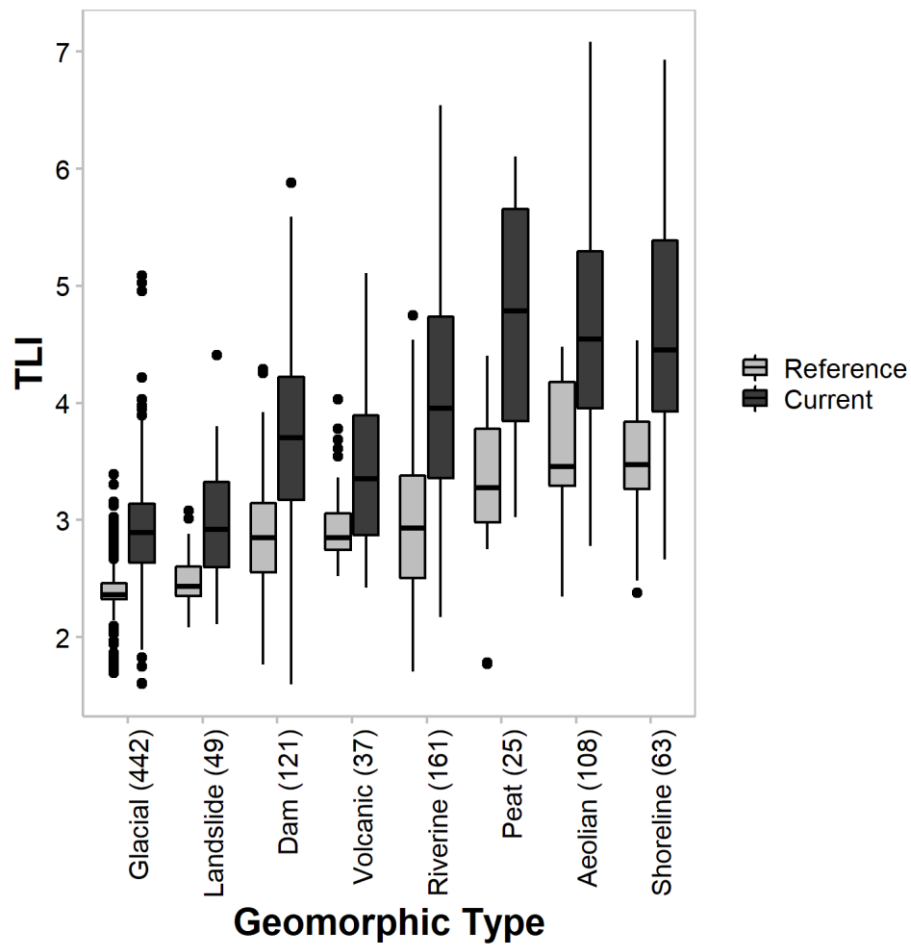 TLI
7
6
5
4
3
2
Glacial (442)
Landslide (49)
Dam (121)
Volcanic (37)
Riverine (161)
Peat (25)
Aeolian (108)
Shoreline (63)
Geomorphic Type
Reference
Current